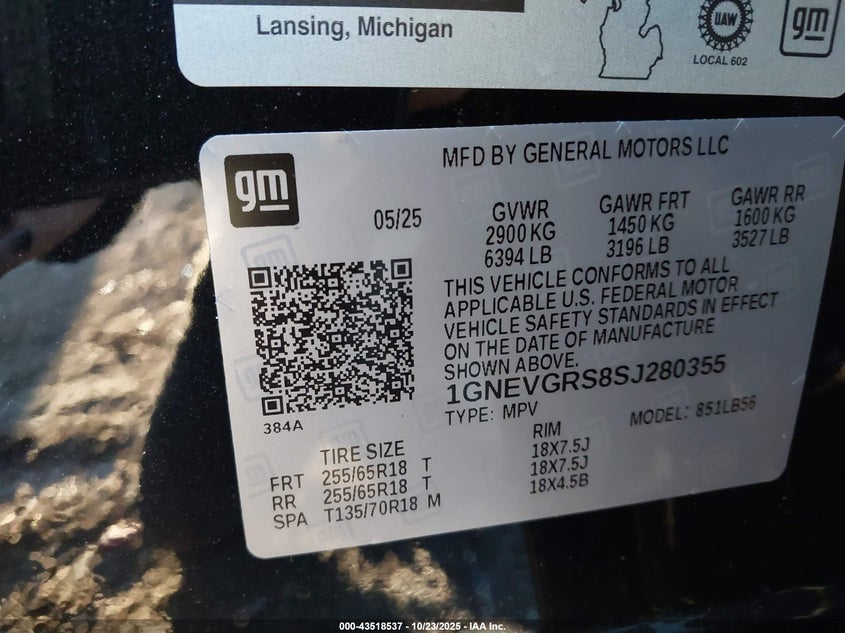 Lansing, Michigan
UAW
LOCAL 602
gm
gm
MFD BY GENERAL MOTORS LLC
05/25
GVWR GAWR FRT GAWR RR
2900 KG 1450 KG 1600 KG
6394 LB 3196 LB 3527 LB
THIS VEHICLE CONFORMS TO ALL
APPLICABLE U.S. FEDERAL MOTOR
VEHICLE SAFETY STANDARDS IN EFFECT
ON THE DATE OF MANUFACTURE
SHOWN ABOVE.
1GNEVGRS8SJ280355
TYPE: MPV MODEL: 851LB56
384A
TIRE SIZE RIM
FRT 255/65R18 T 18X7.5J
RR 255/65R18 T 18X7.5J
SPA T135/70R18 M 18X4.5B
000-43518537 - 10/23/2025 - IAA Inc.